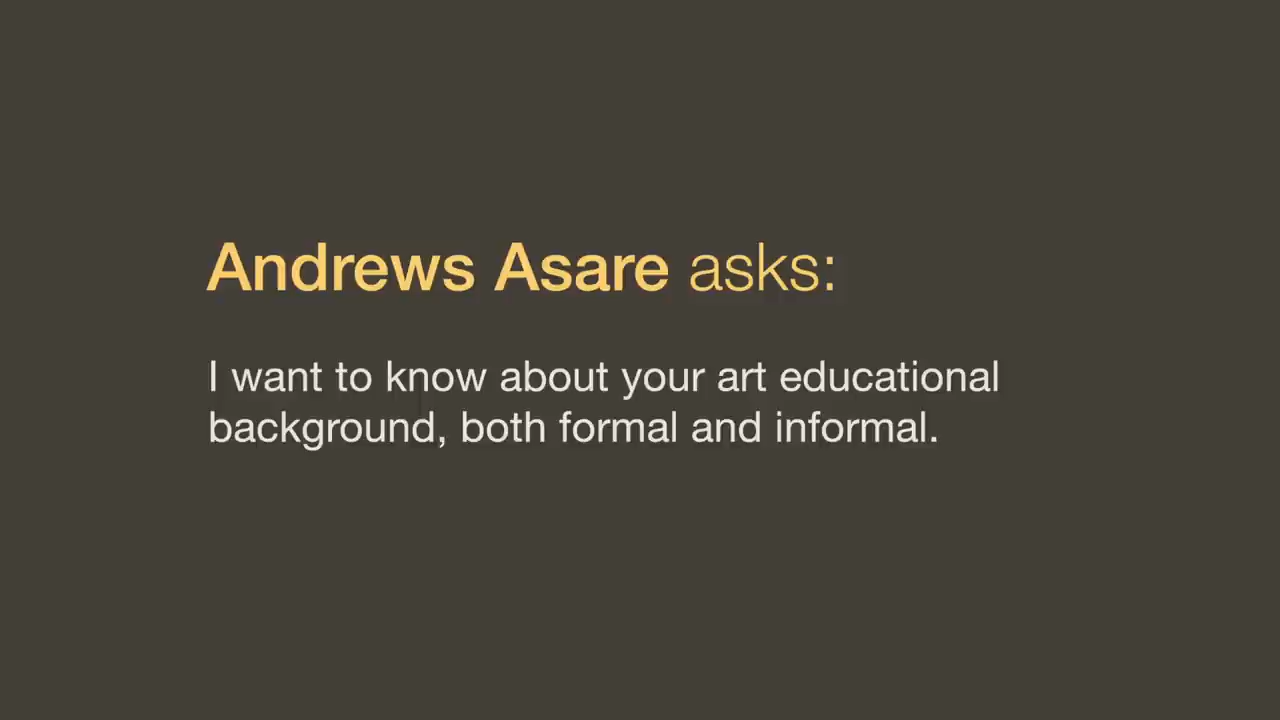 Andrews Asare asks:
I want to know about your art educational
background, both formal and informal.